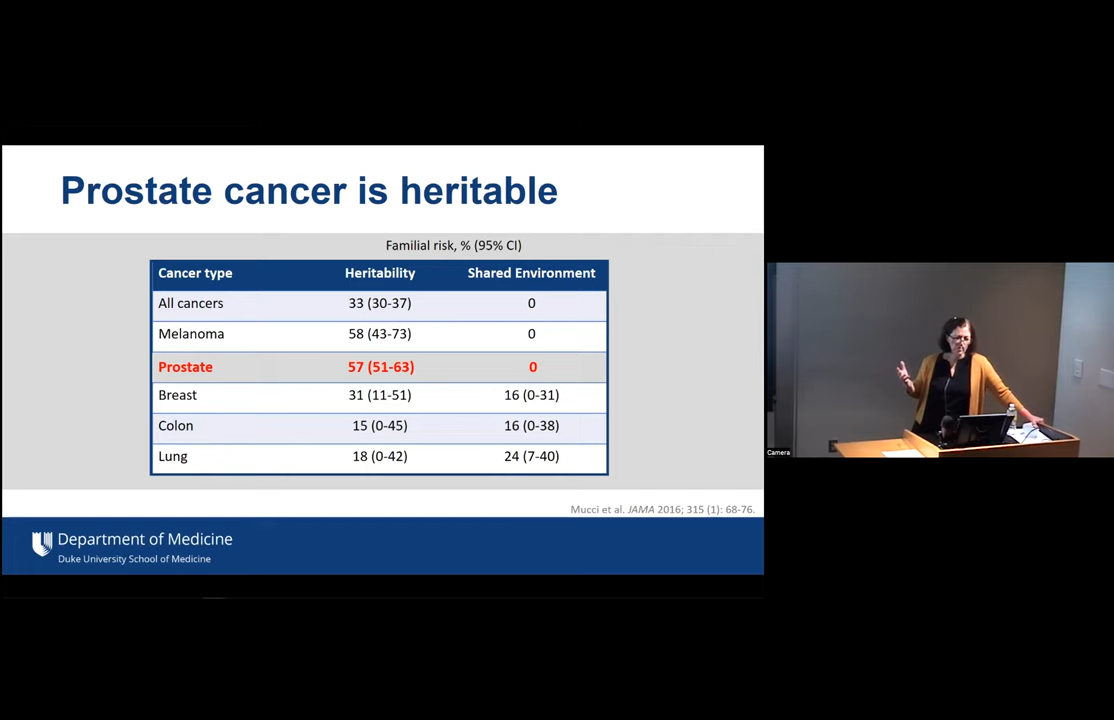 Prostate cancer is heritable
Familial risk, % (95% CI)
Cancer type Heritability Shared Environment
All cancers 33 (30-37) 0
Melanoma 58 (43-73) 0
Prostate 57 (51-63) 0
Breast 31 (11-51) 16 (0-31)
Colon 15 (0-45) 16 (0-38)
Lung 18 (0-42) 24 (7-40)
Mucci et al. JAMA 2016; 315 (1): 68-76.
Department of Medicine
Duke University School of Medicine
Camera